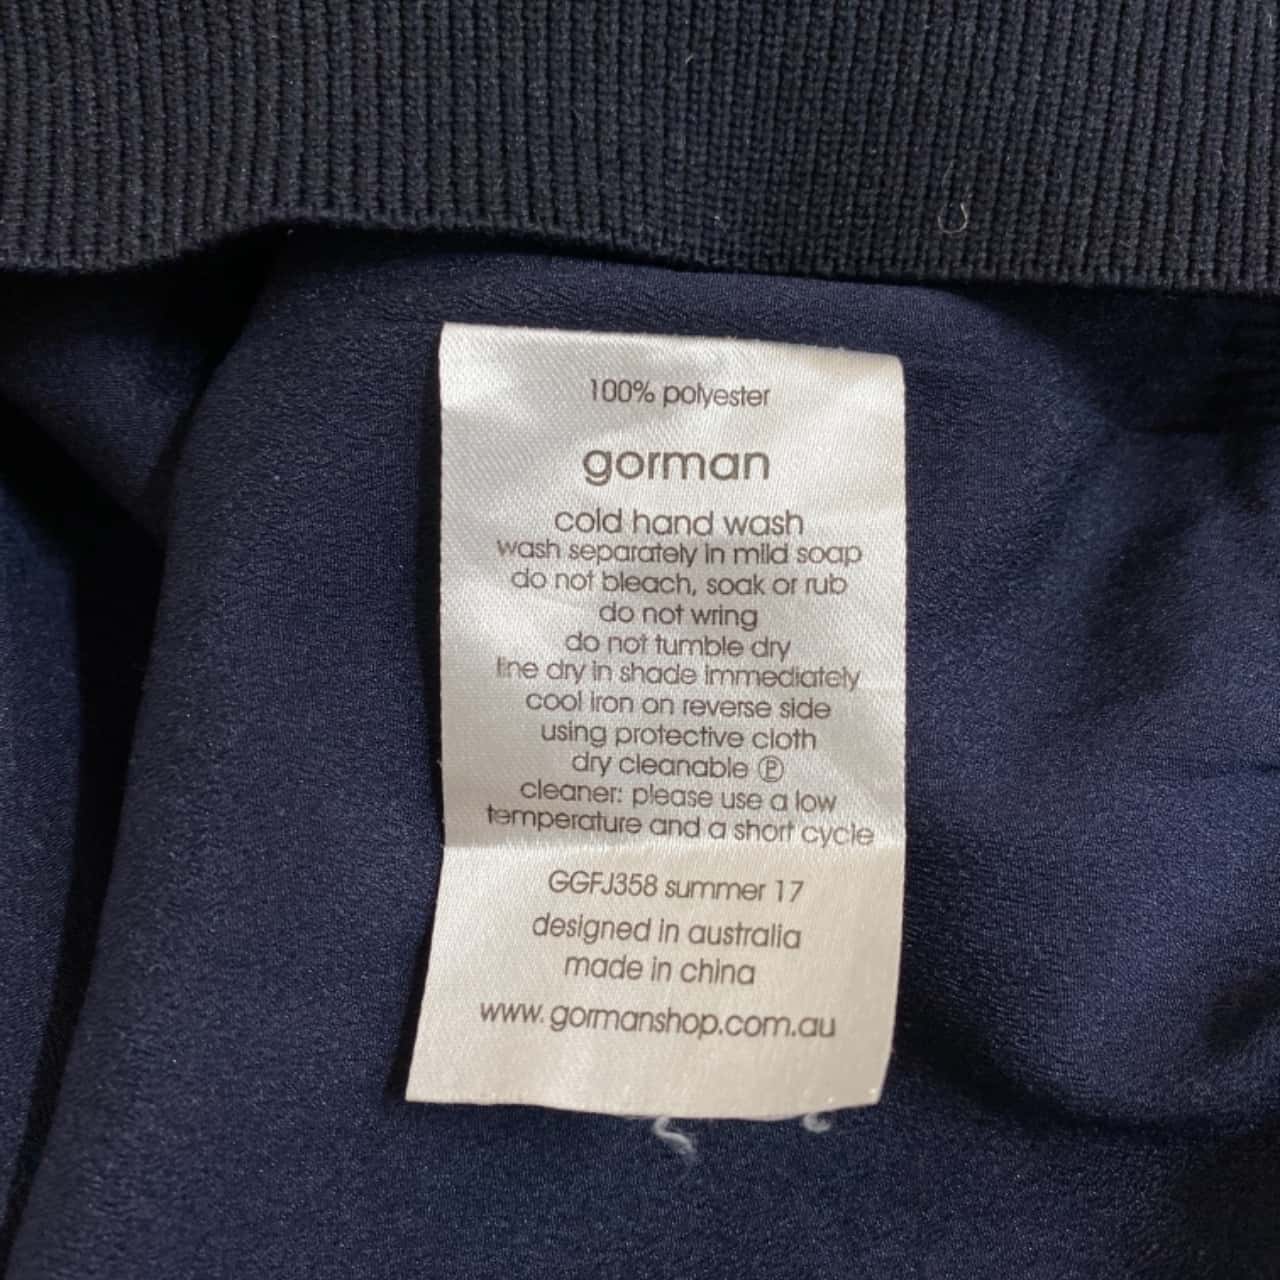 100% polyester
gorman
cold hand wash
wash separately in mild soap
do not bleach, soak or rub
do not wring
do not tumble dry
line dry in shade immediately
cool iron on reverse side
using protective cloth
dry cleanable Ⓟ
cleaner: please use a low
temperature and a short cycle
GGFJ358 summer 17
designed in australia
made in china
www.gormanshop.com.au